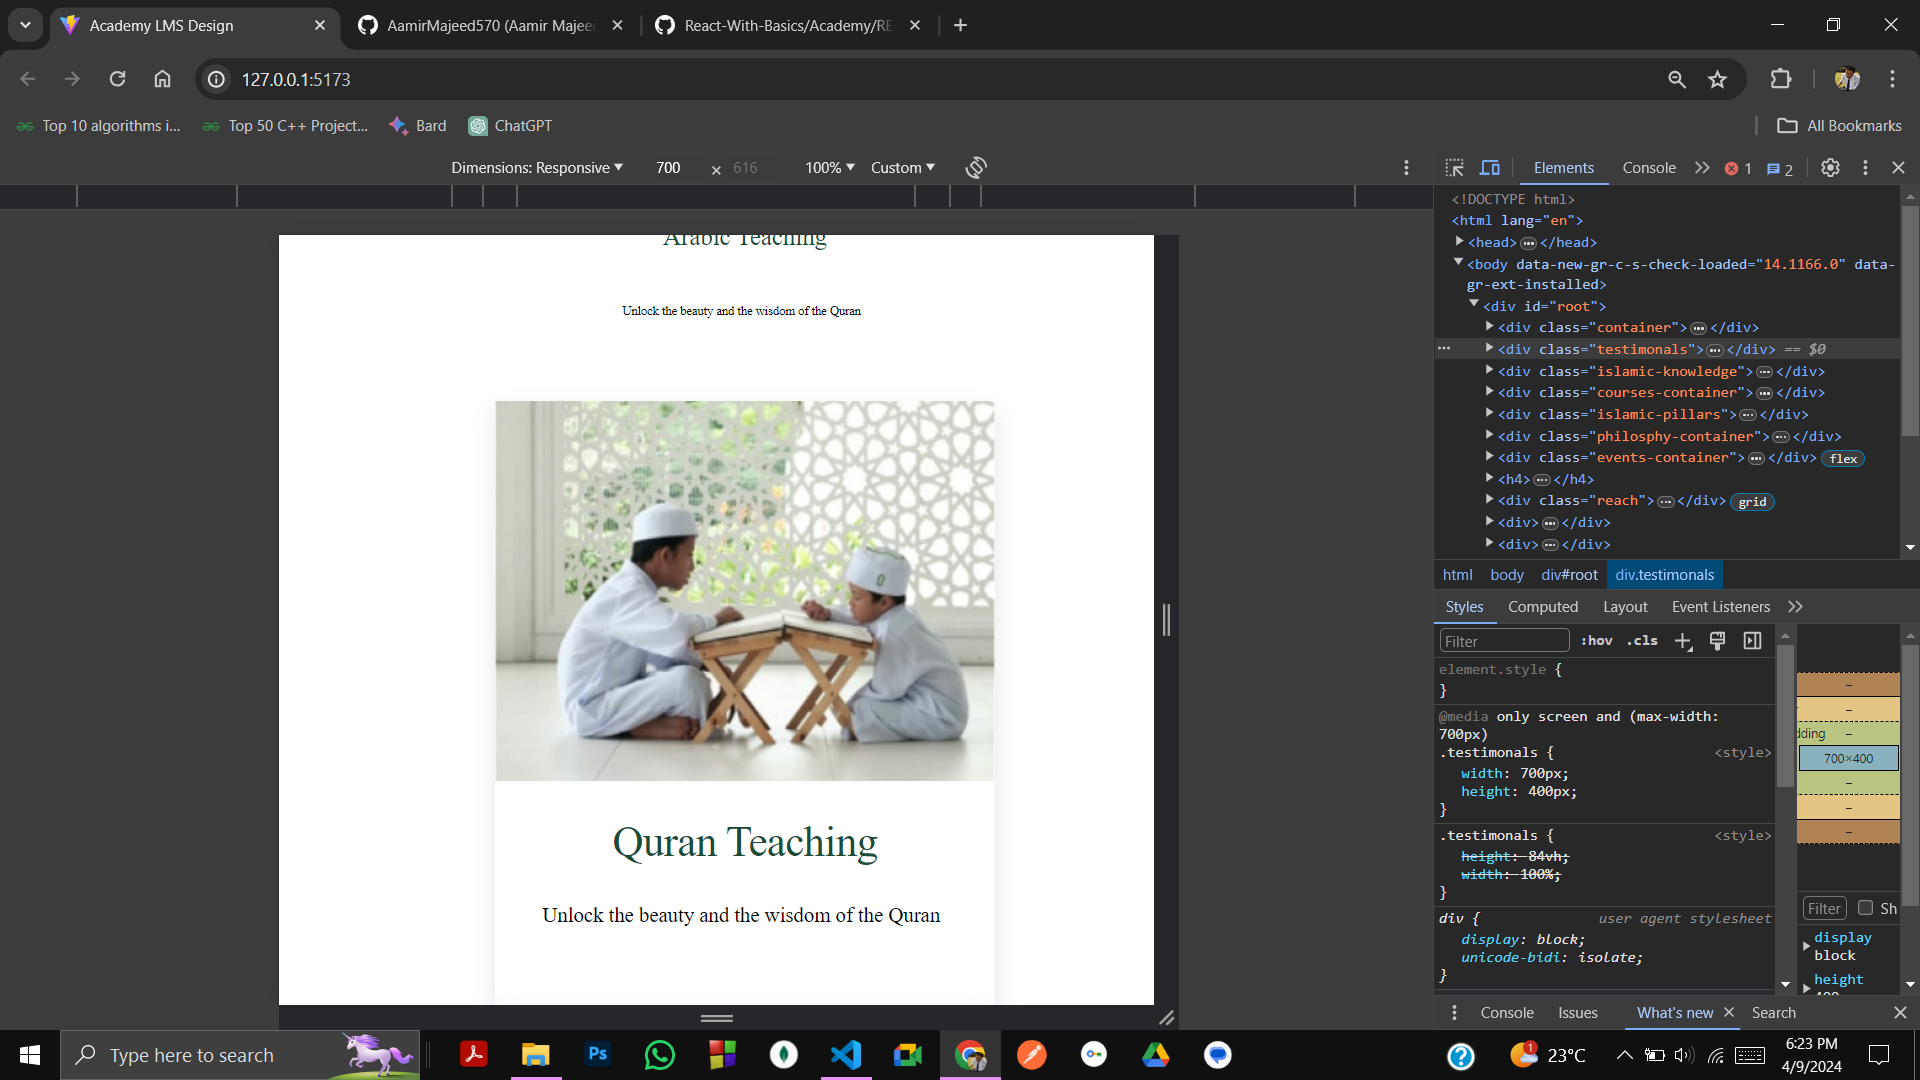 Academy LMS Design
AamirMajeed570 (Aamir Majee
React-With-Basics/Academy/RE
127.0.0.1:5173
Top 10 algorithms i...
Top 50 C++ Project...
Bard
ChatGPT
All Bookmarks
Dimensions: Responsive
700
×
616
100%
Custom
Elements
Console
1
2
<!DOCTYPE html>
<html lang="en">
<head> </head>
<body data-new-gr-c-s-check-loaded="14.1166.0" data-
gr-ext-installed>
<div id="root">
<div class="container"> </div>
<div class="testimonals"> </div> == $0
<div class="islamic-knowledge"> </div>
<div class="courses-container"> </div>
<div class="islamic-pillars"> </div>
<div class="philosphy-container"> </div>
<div class="events-container"> </div> flex
<h4> </h4>
<div class="reach"> </div> grid
<div> </div>
<div> </div>
html
body
div#root
div.testimonals
Styles
Computed
Layout
Event Listeners
Filter
:hov
.cls
element.style {
}
@media only screen and (max-width:
700px)
.testimonals {
<style>
width: 700px;
height: 400px;
}
.testimonals {
<style>
height: 84vh;
width: 100%;
}
div {
user agent stylesheet
display: block;
unicode-bidi: isolate;
}
–
–
dding –
700×400
–
–
–
Filter
Sh
display
block
height
Console
Issues
What's new
Search
Arabic Teaching
Unlock the beauty and the wisdom of the Quran
Quran Teaching
Unlock the beauty and the wisdom of the Quran
Type here to search
Ps
1
23°C
6:23 PM
4/9/2024